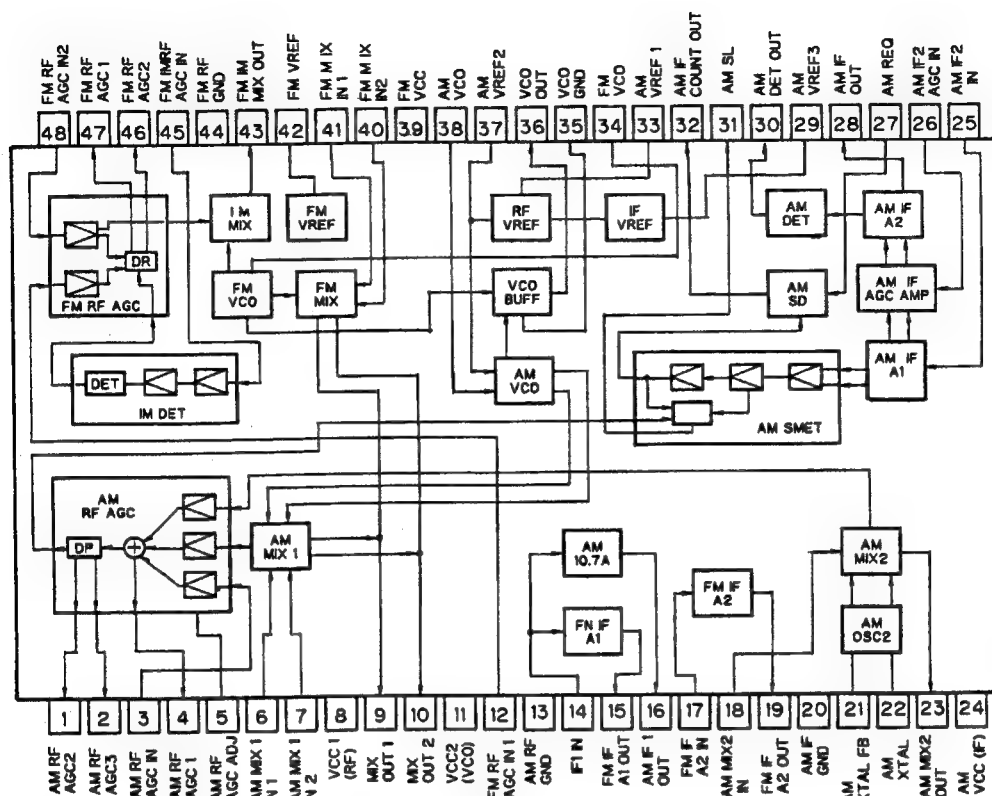 FM RF
AGC IN2
FM RF
AGC 1
FM RF
AGC2
FM IMRF
AGC IN
FM RF
GND
FM IM
MIX OUT
FM VREF
FM MIX
IN 1
FM MIX
IN2
FM
VCC
AM
VCO
AM
VREF2
VCO
OUT
VCO
GND
FM
VCO
AM
VREF 1
AM IF
COUNT OUT
AM SL
AM
DET OUT
AM
VREF3
AM IF
OUT
AM REQ
AM IF2
AGC IN
AM IF2
IN
48 47 46 45 44 43 42 41 40 39 38 37 36 35 34 33 32 31 30 29 28 27 26 25
DR
FM RF AGC
IM
MIX
FM
VREF
FM
VCO
FM
MIX
RF
VREF
IF
VREF
VCO
BUFF
AM
VCO
AM
DET
AM IF
A2
AM
SD
AM IF
AGC AMP
AM IF
A1
DET
IM DET
AM SMET
AM
RF AGC
DP
AM
MIX 1
AM
10.7A
FN IF
A1
FM IF
A2
AM
MIX2
AM
OSC2
1 2 3 4 5 6 7 8 9 10 11 12 13 14 15 16 17 18 19 20 21 22 23 24
AM RF
AGC2
AM RF
AGC3
AM RF
AGC IN
AM RF
AGC 1
AM RF
AGC ADJ
AM MIX 1
IN 1
AM MIX 1
IN 2
VCC 1
(RF)
MIX
OUT 1
MIX
OUT 2
VCC2
(VCO)
FM RF
AGC IN 1
AM RF
GND
IF1 IN
FM IF
A1 OUT
AM IF 1
OUT
FM IF
A2 IN
AM MIX2
IN
FM IF
A2 OUT
AM IF
GND
AM
XTAL FB
AM
XTAL
AM MIX2
OUT
AM
VCC (IF)